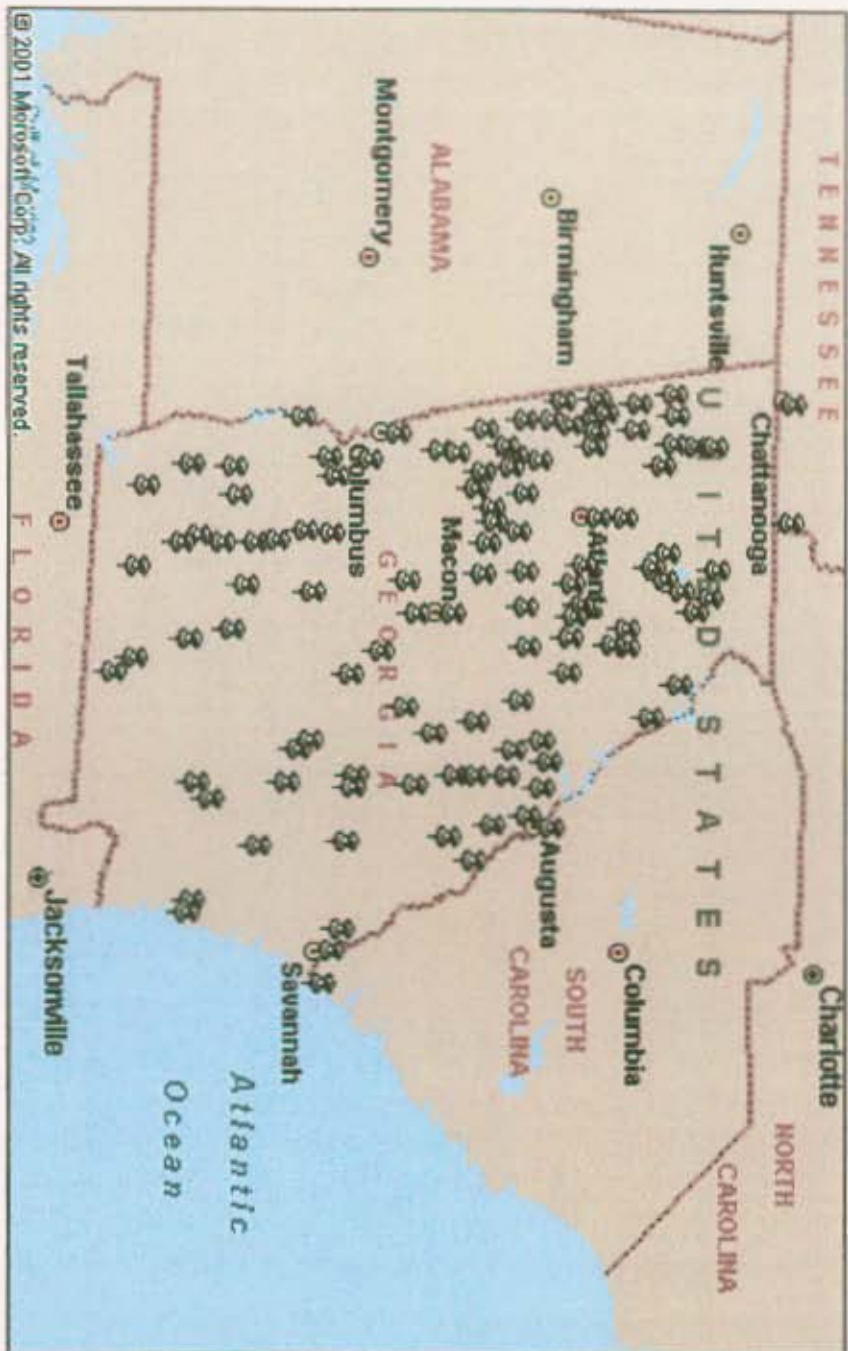 TENNESSEE
Charlotte
NORTH
CAROLINA
Huntsville
Chattanooga
UNITED STATES
Birmingham
Atlanta
Columbia
SOUTH
CAROLINA
ALABAMA
Augusta
Macon
Montgomery
GEORGIA
Columbus
Savannah
Atlantic
Ocean
Tallahassee
Jacksonville
FLORIDA
© 2001 Microsoft Corp. All rights reserved.